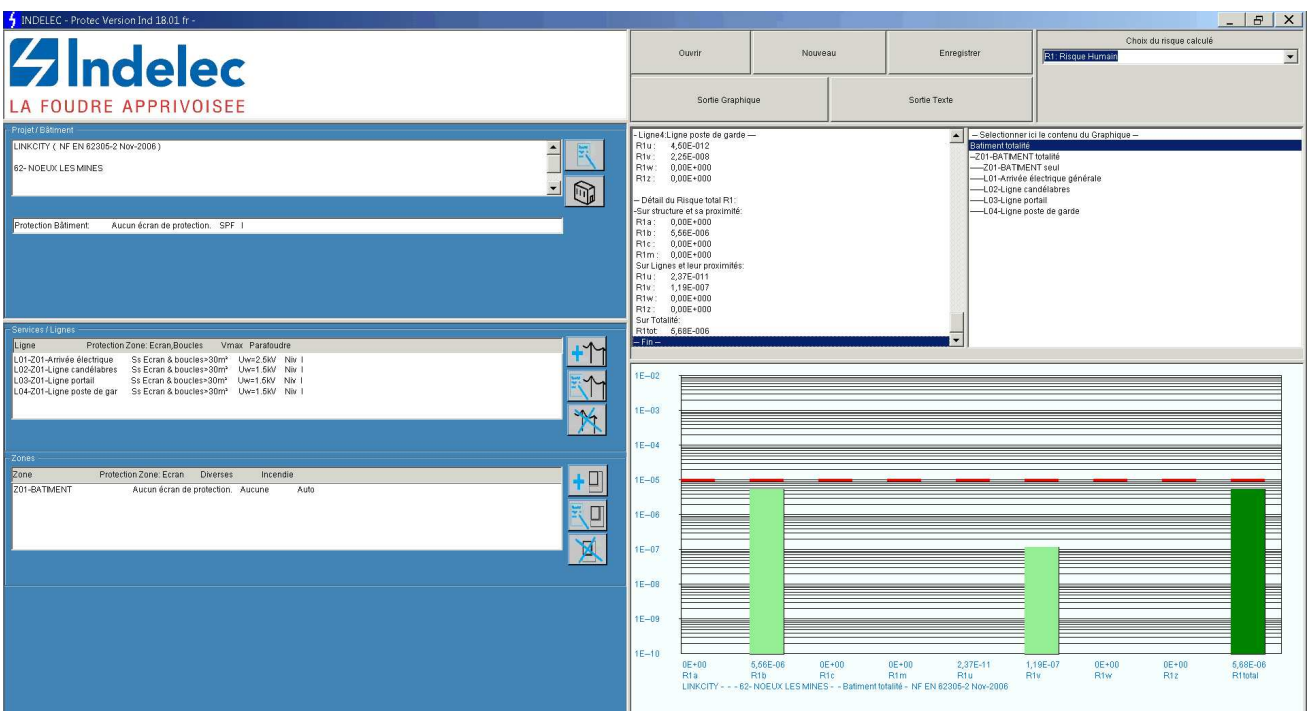 INDELEC - Protec Version Ind 18.01 fr -
Indelec
LA FOUDRE APPRIVOISEE
Ouvrir
Nouveau
Enregistrer
Sortie Graphique
Sortie Texte
Choix du risque calculé
R1: Risque Humain
Projet / Bâtiment
LINKCITY ( NF EN 62305-2 Nov-2006 )
62- NOEUX LES MINES
Protection Bâtiment: Aucun écran de protection. SPF I
Services / Lignes
Ligne Protection Zone: Ecran,Boucles Vmax Parafoudre
L01-Z01-Arrivée électrique Ss Ecran & boucles>30m² Uw=2.5kV Niv I
L02-Z01-Ligne candélabres Ss Ecran & boucles>30m² Uw=1.5kV Niv I
L03-Z01-Ligne portail Ss Ecran & boucles>30m² Uw=1.5kV Niv I
L04-Z01-Ligne poste de gar Ss Ecran & boucles>30m² Uw=1.5kV Niv I
Zones
Zone Protection Zone: Ecran Diverses Incendie
Z01-BATIMENT Aucun écran de protection. Aucune Auto
- Ligne4:Ligne poste de garde ---
R1u : 4,50E-012
R1v : 2,25E-008
R1w : 0,00E+000
R1z : 0,00E+000
-- Détail du Risque total R1:
-Sur structure et sa proximité:
R1a : 0,00E+000
R1b : 5,56E-006
R1c : 0,00E+000
R1m : 0,00E+000
Sur Lignes et leur proximités:
R1u : 2,37E-011
R1v : 1,19E-007
R1w : 0,00E+000
R1z : 0,00E+000
Sur Totalité:
R1tot: 5,68E-006
-- Fin --
-- Selectionner ici le contenu du Graphique --
Batiment totalité
--Z01-BATIMENT totalité
----Z01-BATIMENT seul
------L01-Arrivée électrique générale
------L02-Ligne candélabres
------L03-Ligne portail
------L04-Ligne poste de garde
1E-02
1E-03
1E-04
1E-05
1E-06
1E-07
1E-08
1E-09
1E-10
0E+00 5,56E-06 0E+00 0E+00 2,37E-11 1,19E-07 0E+00 0E+00 5,68E-06
R1a R1b R1c R1m R1u R1v R1w R1z R1total
LINKCITY - - - 62- NOEUX LES MINES - - Batiment totalité - NF EN 62305-2 Nov-2006